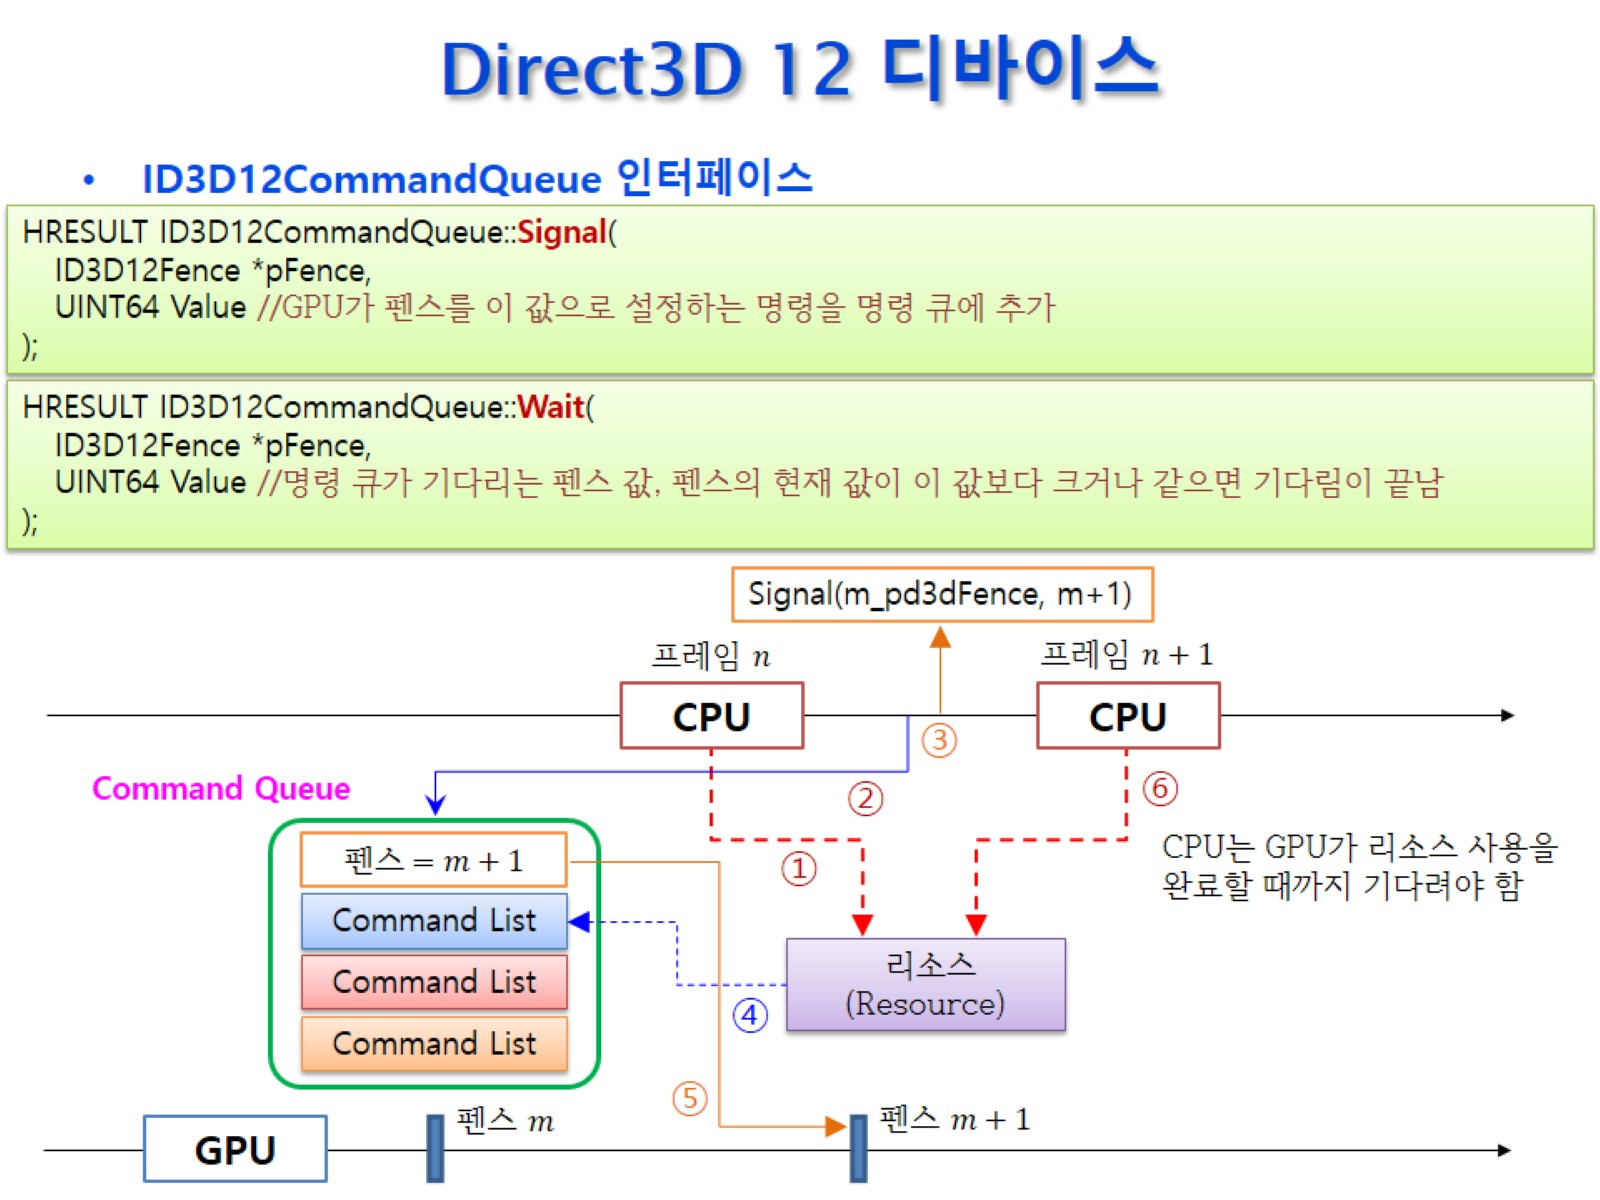 Direct3D 12 디바이스
• ID3D12CommandQueue 인터페이스
HRESULT ID3D12CommandQueue::Signal(
ID3D12Fence *pFence,
UINT64 Value //GPU가 펜스를 이 값으로 설정하는 명령을 명령 큐에 추가
);
HRESULT ID3D12CommandQueue::Wait(
ID3D12Fence *pFence,
UINT64 Value //명령 큐가 기다리는 펜스 값, 펜스의 현재 값이 이 값보다 크거나 같으면 기다림이 끝남
);
Signal(m_pd3dFence, m+1)
프레임 n
프레임 n + 1
CPU
CPU
③
Command Queue
②
⑥
펜스 = m + 1
①
CPU는 GPU가 리소스 사용을
완료할 때까지 기다려야 함
Command List
Command List
Command List
리소스
(Resource)
④
⑤
펜스 m
펜스 m + 1
GPU